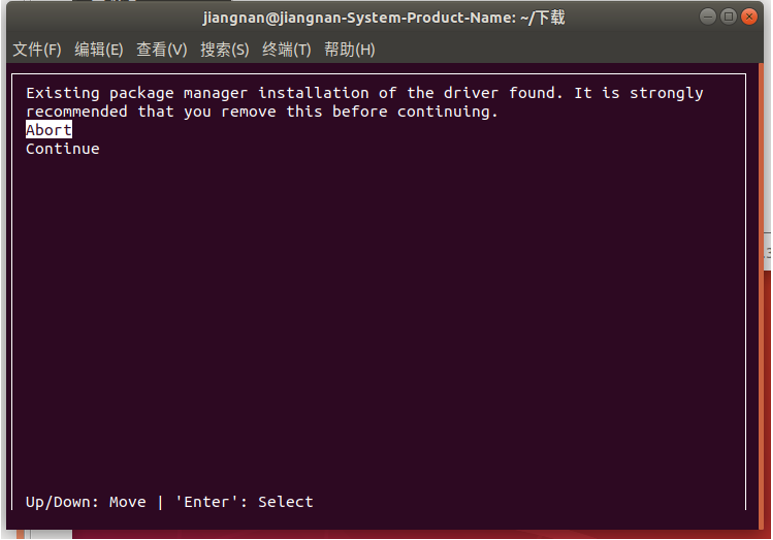 jiangnan@jiangnan-System-Product-Name: ~/下载
文件(F) 编辑(E) 查看(V) 搜索(S) 终端(T) 帮助(H)
Existing package manager installation of the driver found. It is strongly
recommended that you remove this before continuing.
Abort
Continue
Up/Down: Move | 'Enter': Select